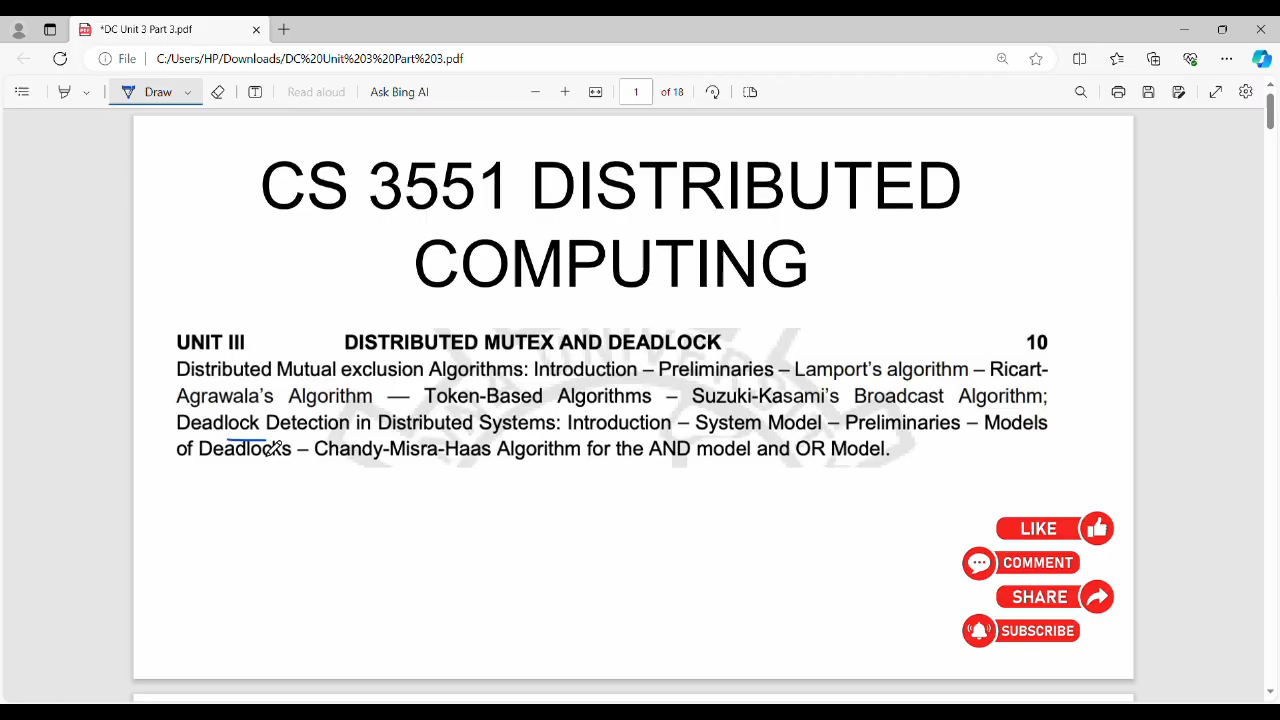 *DC Unit 3 Part 3.pdf
File C:/Users/HP/Downloads/DC%20Unit%203%20Part%203.pdf
Draw Read aloud Ask Bing AI 1 of 18
CS 3551 DISTRIBUTED
COMPUTING
UNIT III DISTRIBUTED MUTEX AND DEADLOCK 10
Distributed Mutual exclusion Algorithms: Introduction – Preliminaries – Lamport's algorithm – Ricart-
Agrawala's Algorithm –– Token-Based Algorithms – Suzuki-Kasami's Broadcast Algorithm;
Deadlock Detection in Distributed Systems: Introduction – System Model – Preliminaries – Models
of Deadlocks – Chandy-Misra-Haas Algorithm for the AND model and OR Model.
LIKE
COMMENT
SHARE
SUBSCRIBE